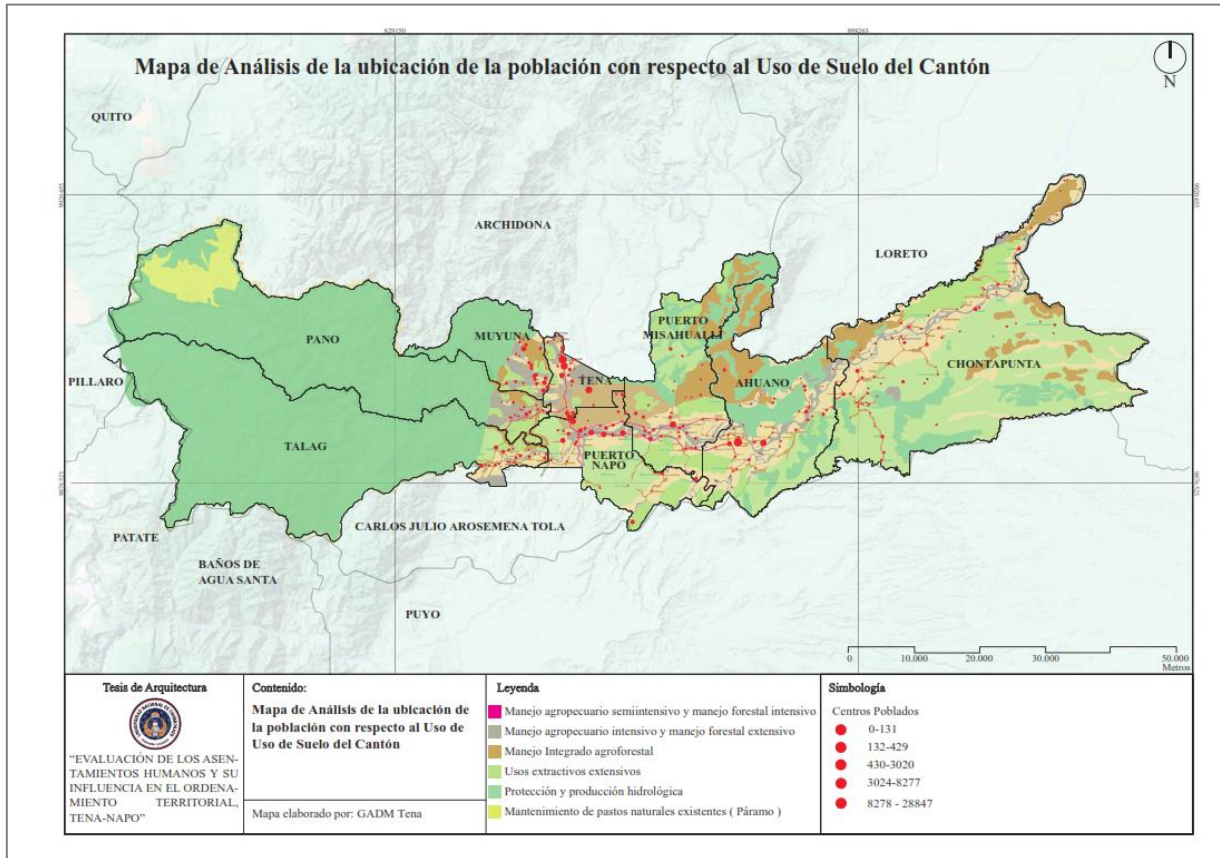 829150
898263
Mapa de Análisis de la ubicación de la población con respecto al Uso de Suelo del Cantón
N
QUITO
ARCHIDONA
LORETO
PANO
MUYUNA
PUERTO
MISAHUALLI
TENA
AHUANO
CHONTAPUNTA
PILLARO
TALAG
PUERTO
NAPO
CARLOS JULIO AROSEMENA TOLA
PATATE
BAÑOS DE
AGUA SANTA
PUYO
0 10.000 20.000 30.000 50.000
Metros
Tesis de Arquitectura
"EVALUACIÓN DE LOS ASEN-
TAMIENTOS HUMANOS Y SU
INFLUENCIA EN EL ORDENA-
MIENTO TERRITORIAL,
TENA-NAPO"
Contenido:
Mapa de Análisis de la ubicación de
la población con respecto al Uso de
Uso de Suelo del Cantón
Mapa elaborado por: GADM Tena
Leyenda
Manejo agropecuario semiintensivo y manejo forestal intensivo
Manejo agropecuario intensivo y manejo forestal extensivo
Manejo Integrado agroforestal
Usos extractivos extensivos
Protección y producción hidrológica
Mantenimiento de pastos naturales existentes ( Páramo )
Simbología
Centros Poblados
0-131
132-429
430-3020
3024-8277
8278 - 28847